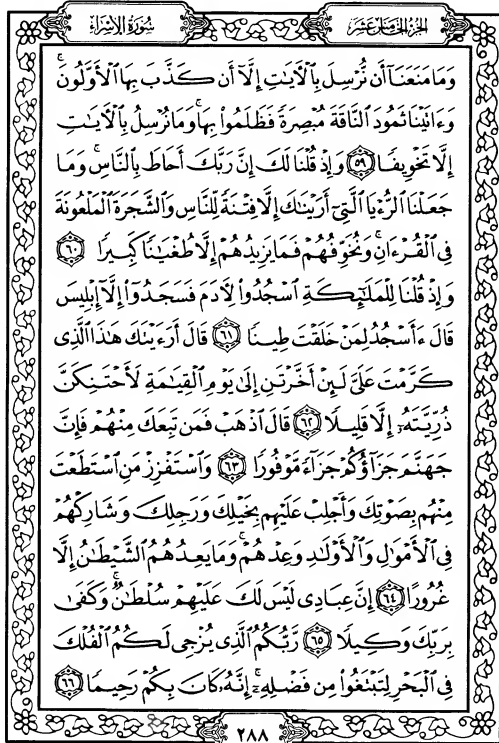 الجزء الخامس عشر
سورة الإسراء
وَمَا مَنَعَنَآ أَن نُّرْسِلَ بِٱلْـَٔايَـٰتِ إِلَّآ أَن كَذَّبَ بِهَا ٱلْأَوَّلُونَ ۚ
وَءَاتَيْنَا ثَمُودَ ٱلنَّاقَةَ مُبْصِرَةً فَظَلَمُوا۟ بِهَا ۚ وَمَا نُرْسِلُ بِٱلْـَٔايَـٰتِ
إِلَّا تَخْوِيفًا ٥٩ وَإِذْ قُلْنَا لَكَ إِنَّ رَبَّكَ أَحَاطَ بِٱلنَّاسِ ۚ وَمَا
جَعَلْنَا ٱلرُّءْيَا ٱلَّتِىٓ أَرَيْنَـٰكَ إِلَّا فِتْنَةً لِّلنَّاسِ وَٱلشَّجَرَةَ ٱلْمَلْعُونَةَ
فِى ٱلْقُرْءَانِ ۚ وَنُخَوِّفُهُمْ فَمَا يَزِيدُهُمْ إِلَّا طُغْيَـٰنًا كَبِيرًا ٦٠
وَإِذْ قُلْنَا لِلْمَلَـٰٓئِكَةِ ٱسْجُدُوا۟ لِـَٔادَمَ فَسَجَدُوٓا۟ إِلَّآ إِبْلِيسَ
قَالَ ءَأَسْجُدُ لِمَنْ خَلَقْتَ طِينًا ٦١ قَالَ أَرَءَيْتَكَ هَـٰذَا ٱلَّذِى
كَرَّمْتَ عَلَىَّ لَئِنْ أَخَّرْتَنِ إِلَىٰ يَوْمِ ٱلْقِيَـٰمَةِ لَأَحْتَنِكَنَّ
ذُرِّيَّتَهُۥٓ إِلَّا قَلِيلًا ٦٢ قَالَ ٱذْهَبْ فَمَن تَبِعَكَ مِنْهُمْ فَإِنَّ
جَهَنَّمَ جَزَآؤُكُمْ جَزَآءً مَّوْفُورًا ٦٣ وَٱسْتَفْزِزْ مَنِ ٱسْتَطَعْتَ
مِنْهُم بِصَوْتِكَ وَأَجْلِبْ عَلَيْهِم بِخَيْلِكَ وَرَجِلِكَ وَشَارِكْهُمْ
فِى ٱلْأَمْوَٰلِ وَٱلْأَوْلَـٰدِ وَعِدْهُمْ ۚ وَمَا يَعِدُهُمُ ٱلشَّيْطَـٰنُ إِلَّا
غُرُورًا ٦٤ إِنَّ عِبَادِى لَيْسَ لَكَ عَلَيْهِمْ سُلْطَـٰنٌ ۚ وَكَفَىٰ
بِرَبِّكَ وَكِيلًا ٦٥ رَّبُّكُمُ ٱلَّذِى يُزْجِى لَكُمُ ٱلْفُلْكَ
فِى ٱلْبَحْرِ لِتَبْتَغُوا۟ مِن فَضْلِهِۦٓ ۚ إِنَّهُۥ كَانَ بِكُمْ رَحِيمًا ٦٦
٢٨٨